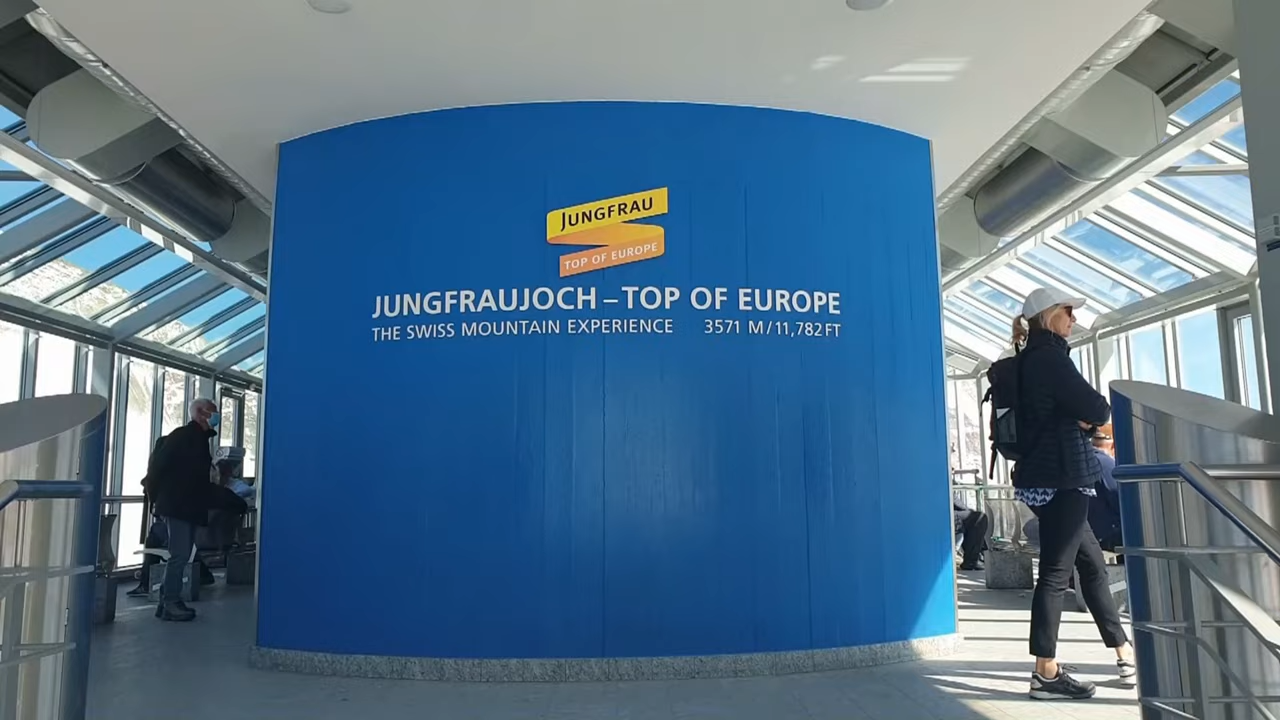 JUNGFRAU
TOP OF EUROPE
JUNGFRAUJOCH – TOP OF EUROPE
THE SWISS MOUNTAIN EXPERIENCE 3571 M/11,782 FT